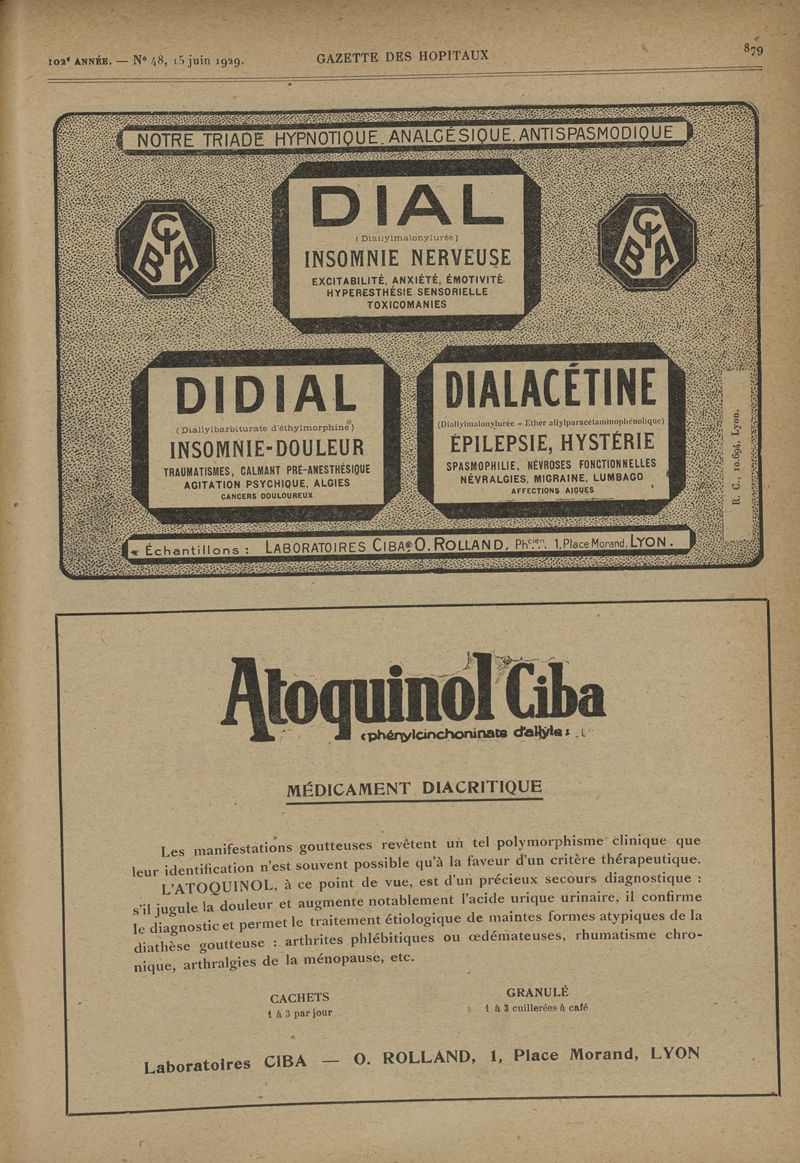 102e ANNÉE. — No 48, 15 juin 1929.
GAZETTE DES HOPITAUX
879
NOTRE TRIADE HYPNOTIQUE. ANALGÉSIQUE. ANTISPASMODIQUE
CIBA
DIAL
(Diallylmalonylurée)
INSOMNIE NERVEUSE
EXCITABILITÉ, ANXIÉTÉ, ÉMOTIVITÉ
HYPERESTHÉSIE SENSORIELLE
TOXICOMANIES
CIBA
DIDIAL
(Diallylbarbiturate d'éthylmorphine)
INSOMNIE-DOULEUR
TRAUMATISMES, CALMANT PRÉ-ANESTHÉSIQUE
AGITATION PSYCHIQUE, ALGIES
CANCERS DOULOUREUX
DIALACÉTINE
(Diallylmalonylurée + Ether allylparacétaminophénolique)
ÉPILEPSIE, HYSTÉRIE
SPASMOPHILIE, NÉVROSES FONCTIONNELLES
NÉVRALGIES, MIGRAINE, LUMBAGO
AFFECTIONS AIGUES
R. C., 10.694, Lyon.
Échantillons : LABORATOIRES CIBA O. ROLLAND, Phcien, 1, Place Morand, LYON.
Atoquinol Ciba
‹phénylcinchoninate d'allyle›
MÉDICAMENT DIACRITIQUE
Les manifestations goutteuses revêtent un tel polymorphisme clinique que
leur identification n'est souvent possible qu'à la faveur d'un critère thérapeutique.
L'ATOQUINOL, à ce point de vue, est d'un précieux secours diagnostique :
s'il jugule la douleur et augmente notablement l'acide urique urinaire, il confirme
le diagnostic et permet le traitement étiologique de maintes formes atypiques de la
diathèse goutteuse : arthrites phlébitiques ou œdémateuses, rhumatisme chro-
nique, arthralgies de la ménopause, etc.
CACHETS
1 à 3 par jour
GRANULÉ
1 à 3 cuillerées à café
Laboratoires CIBA — O. ROLLAND, 1, Place Morand, LYON